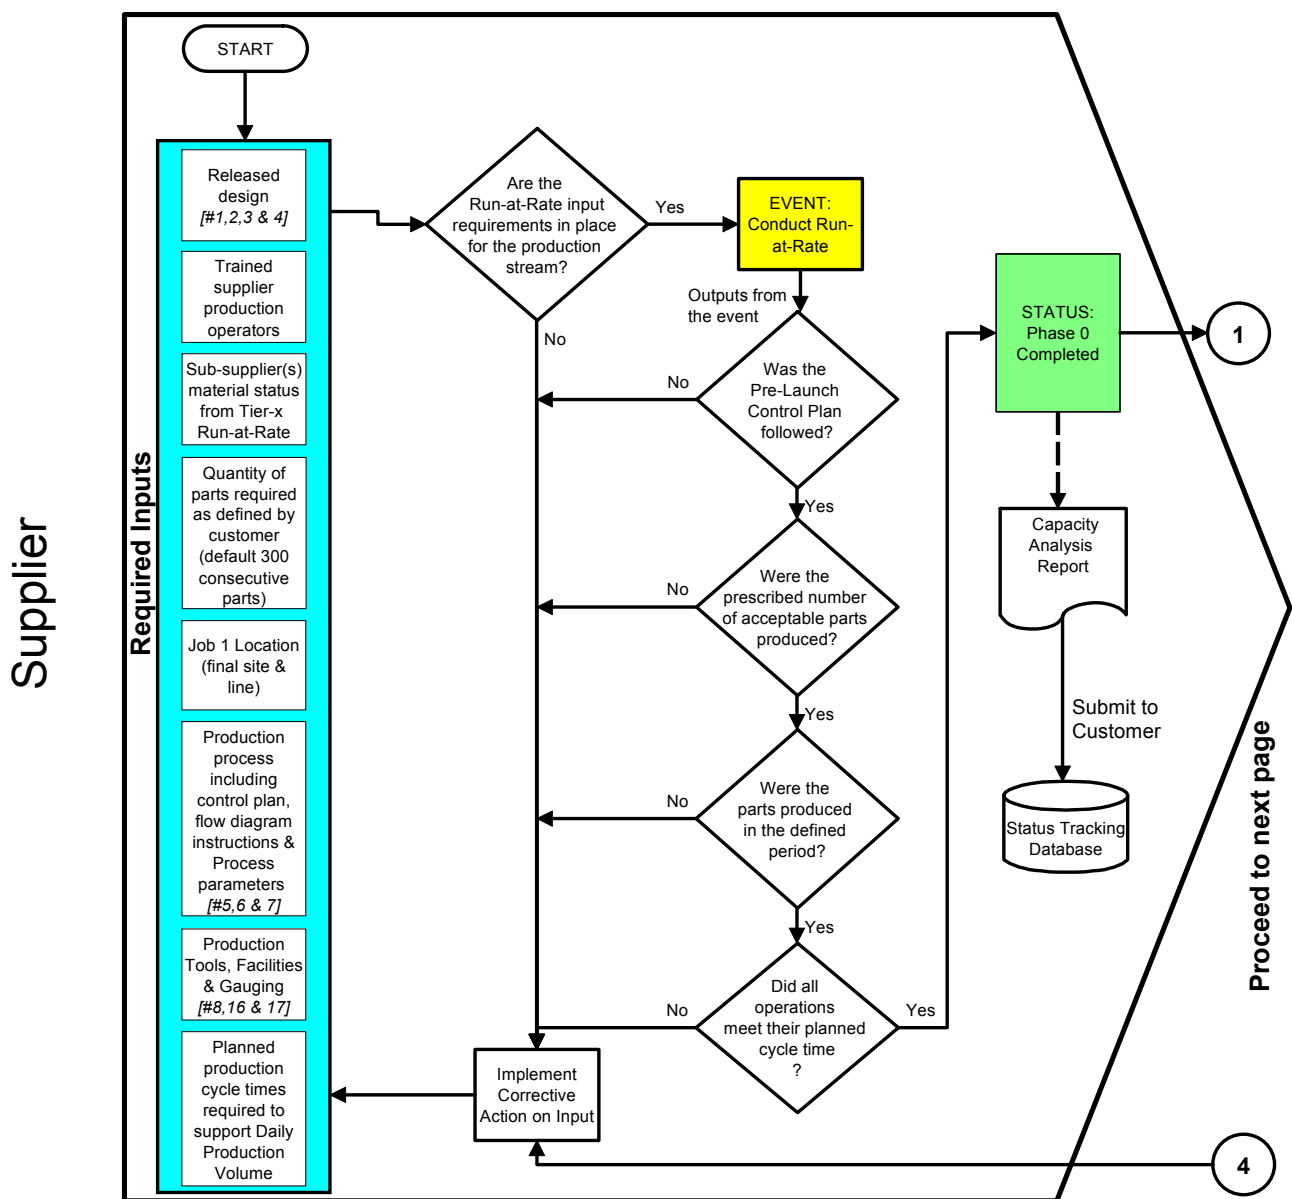 Supplier
START
Required Inputs
Released
design
[#1,2,3 & 4]
Trained
supplier
production
operators
Sub-supplier(s)
material status
from Tier-x
Run-at-Rate
Quantity of
parts required
as defined by
customer
(default 300
consecutive
parts)
Job 1 Location
(final site &
line)
Production
process
including
control plan,
flow diagram
instructions &
Process
parameters
[#5,6 & 7]
Production
Tools, Facilities
& Gauging
[#8,16 & 17]
Planned
production
cycle times
required to
support Daily
Production
Volume
Are the
Run-at-Rate input
requirements in place
for the production
stream?
Yes
No
EVENT:
Conduct Run-
at-Rate
Outputs from
the event
Was the
Pre-Launch
Control Plan
followed?
No
Yes
Were the
prescribed number
of acceptable parts
produced?
No
Yes
Were the
parts produced
in the defined
period?
No
Yes
Did all
operations
meet their planned
cycle time
?
No
Yes
Implement
Corrective
Action on Input
STATUS:
Phase 0
Completed
1
Capacity
Analysis
Report
Submit to
Customer
Status Tracking
Database
Proceed to next page
4